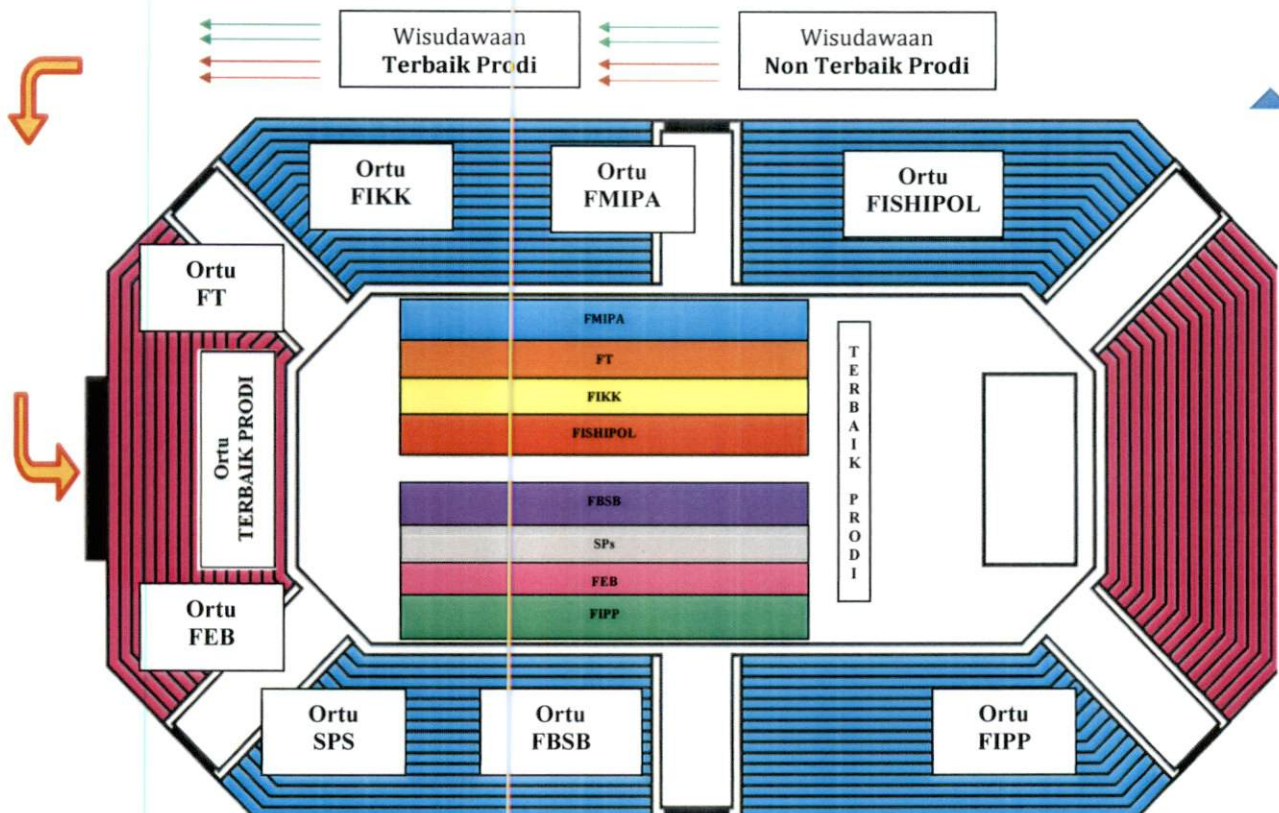 Wisudawaan
Terbaik Prodi
Wisudawaan
Non Terbaik Prodi
Ortu
FIKK
Ortu
FMIPA
Ortu
FISHIPOL
Ortu
FT
Ortu
TERBAIK PRODI
Ortu
FEB
FMIPA
FT
FIKK
FISHIPOL
FBSB
SPs
FEB
FIPP
TERBAIK PRODI
Ortu
SPS
Ortu
FBSB
Ortu
FIPP